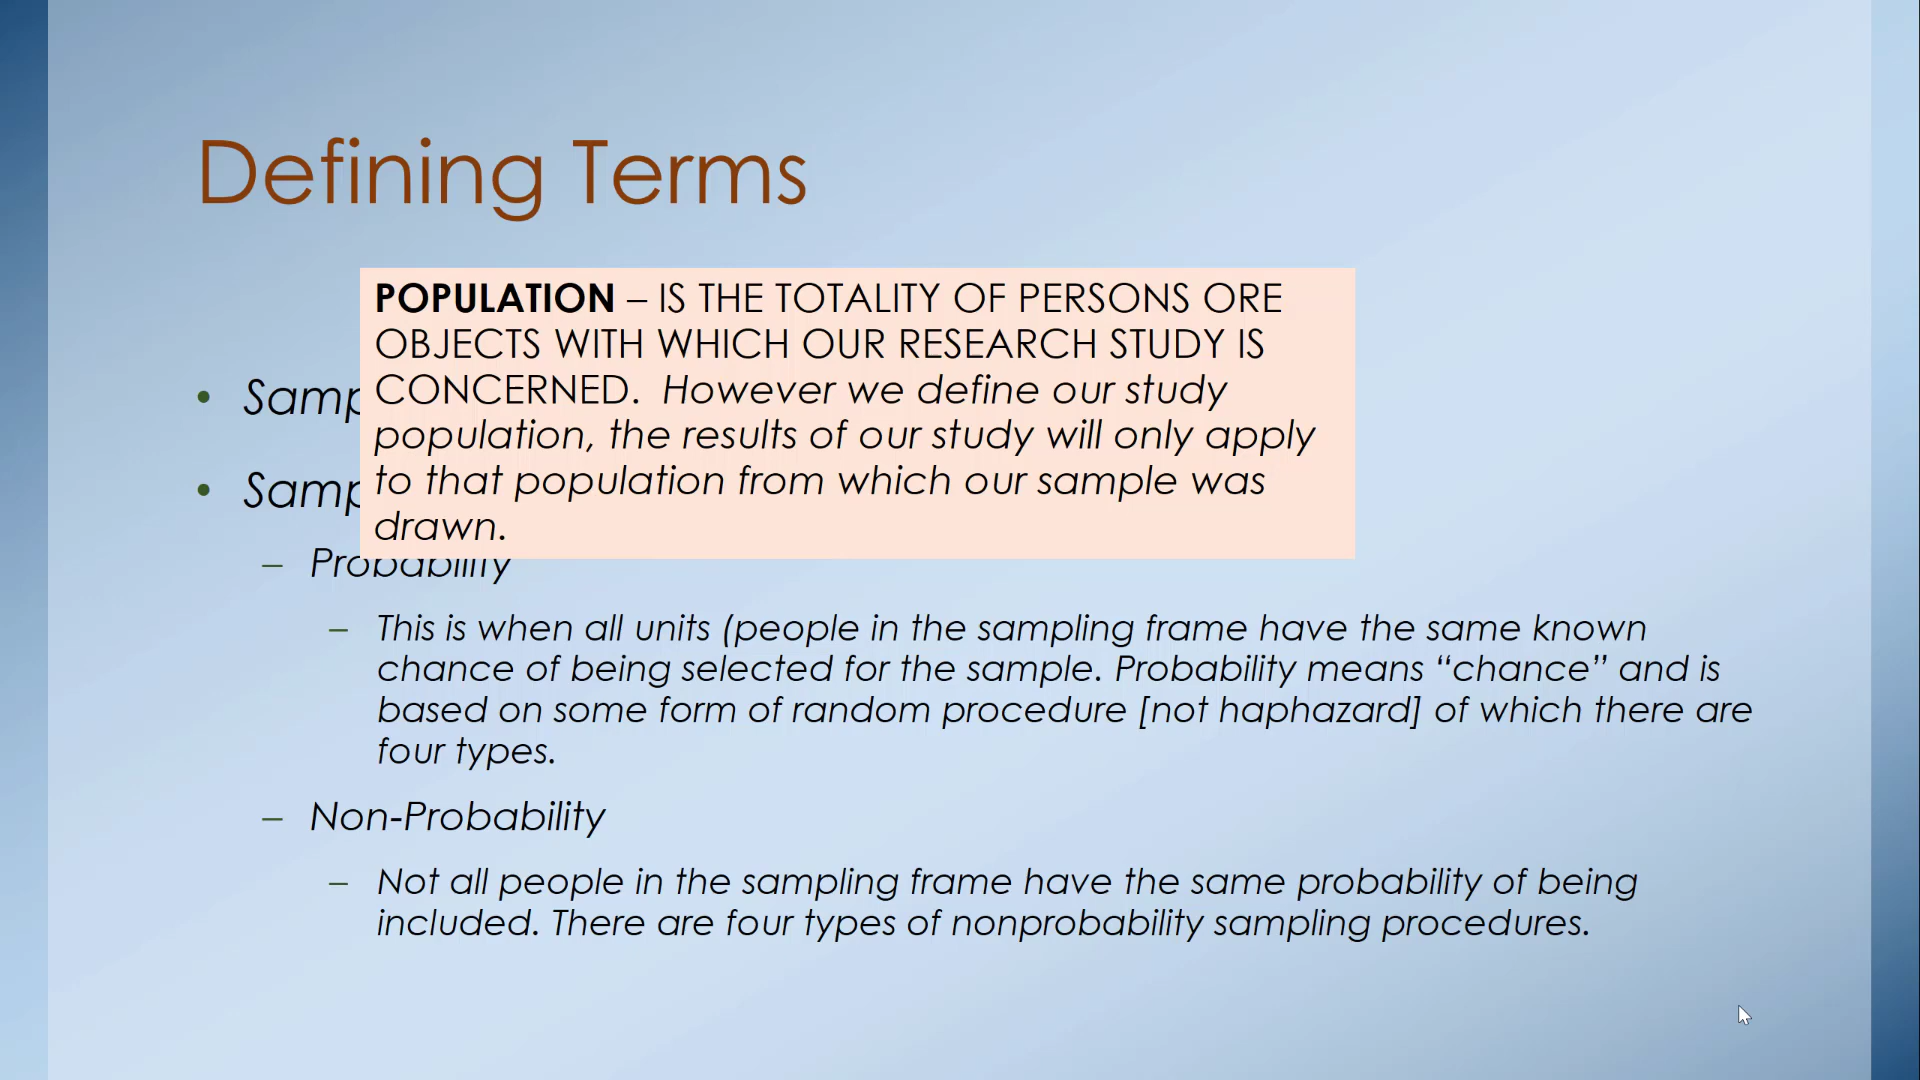 Defining Terms
POPULATION – IS THE TOTALITY OF PERSONS ORE
OBJECTS WITH WHICH OUR RESEARCH STUDY IS
CONCERNED. However we define our study
population, the results of our study will only apply
to that population from which our sample was
drawn.
• Samp
• Samp
– Probability
– This is when all units (people in the sampling frame have the same known
chance of being selected for the sample. Probability means “chance” and is
based on some form of random procedure [not haphazard] of which there are
four types.
– Non-Probability
– Not all people in the sampling frame have the same probability of being
included. There are four types of nonprobability sampling procedures.